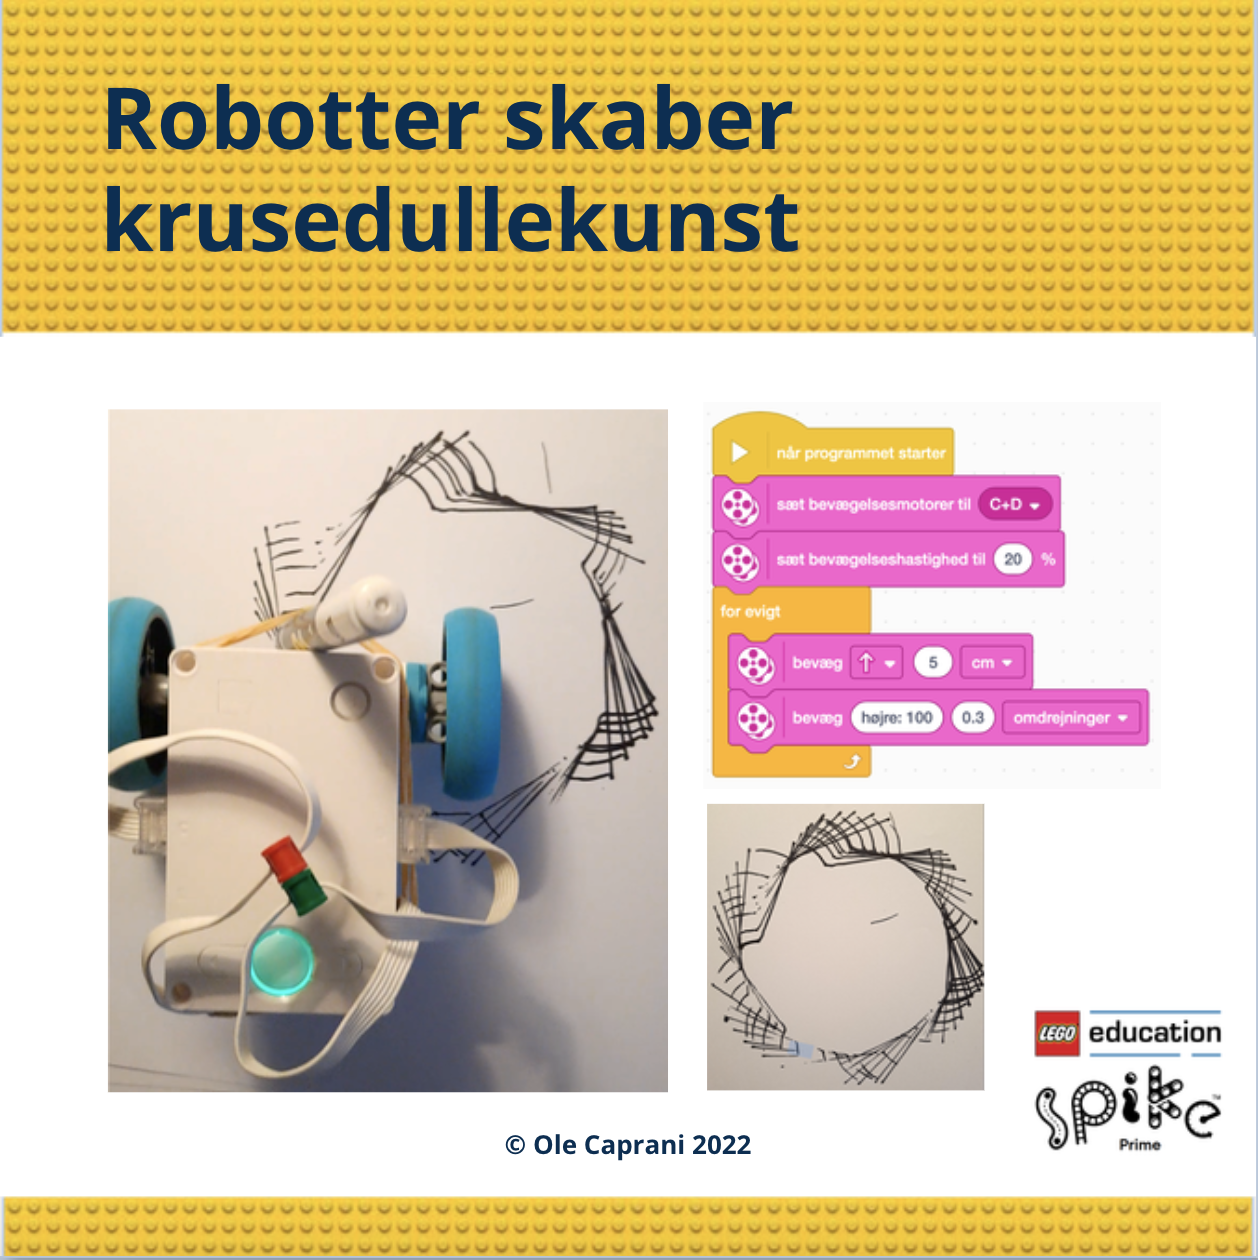 Robotter skaber
krusedullekunst
når programmet starter
sæt bevægelsesmotorer til C+D
sæt bevægelseshastighed til 20 %
for evigt
bevæg 5 cm
bevæg højre: 100 0.3 omdrejninger
LEGO education
spike™
Prime
© Ole Caprani 2022